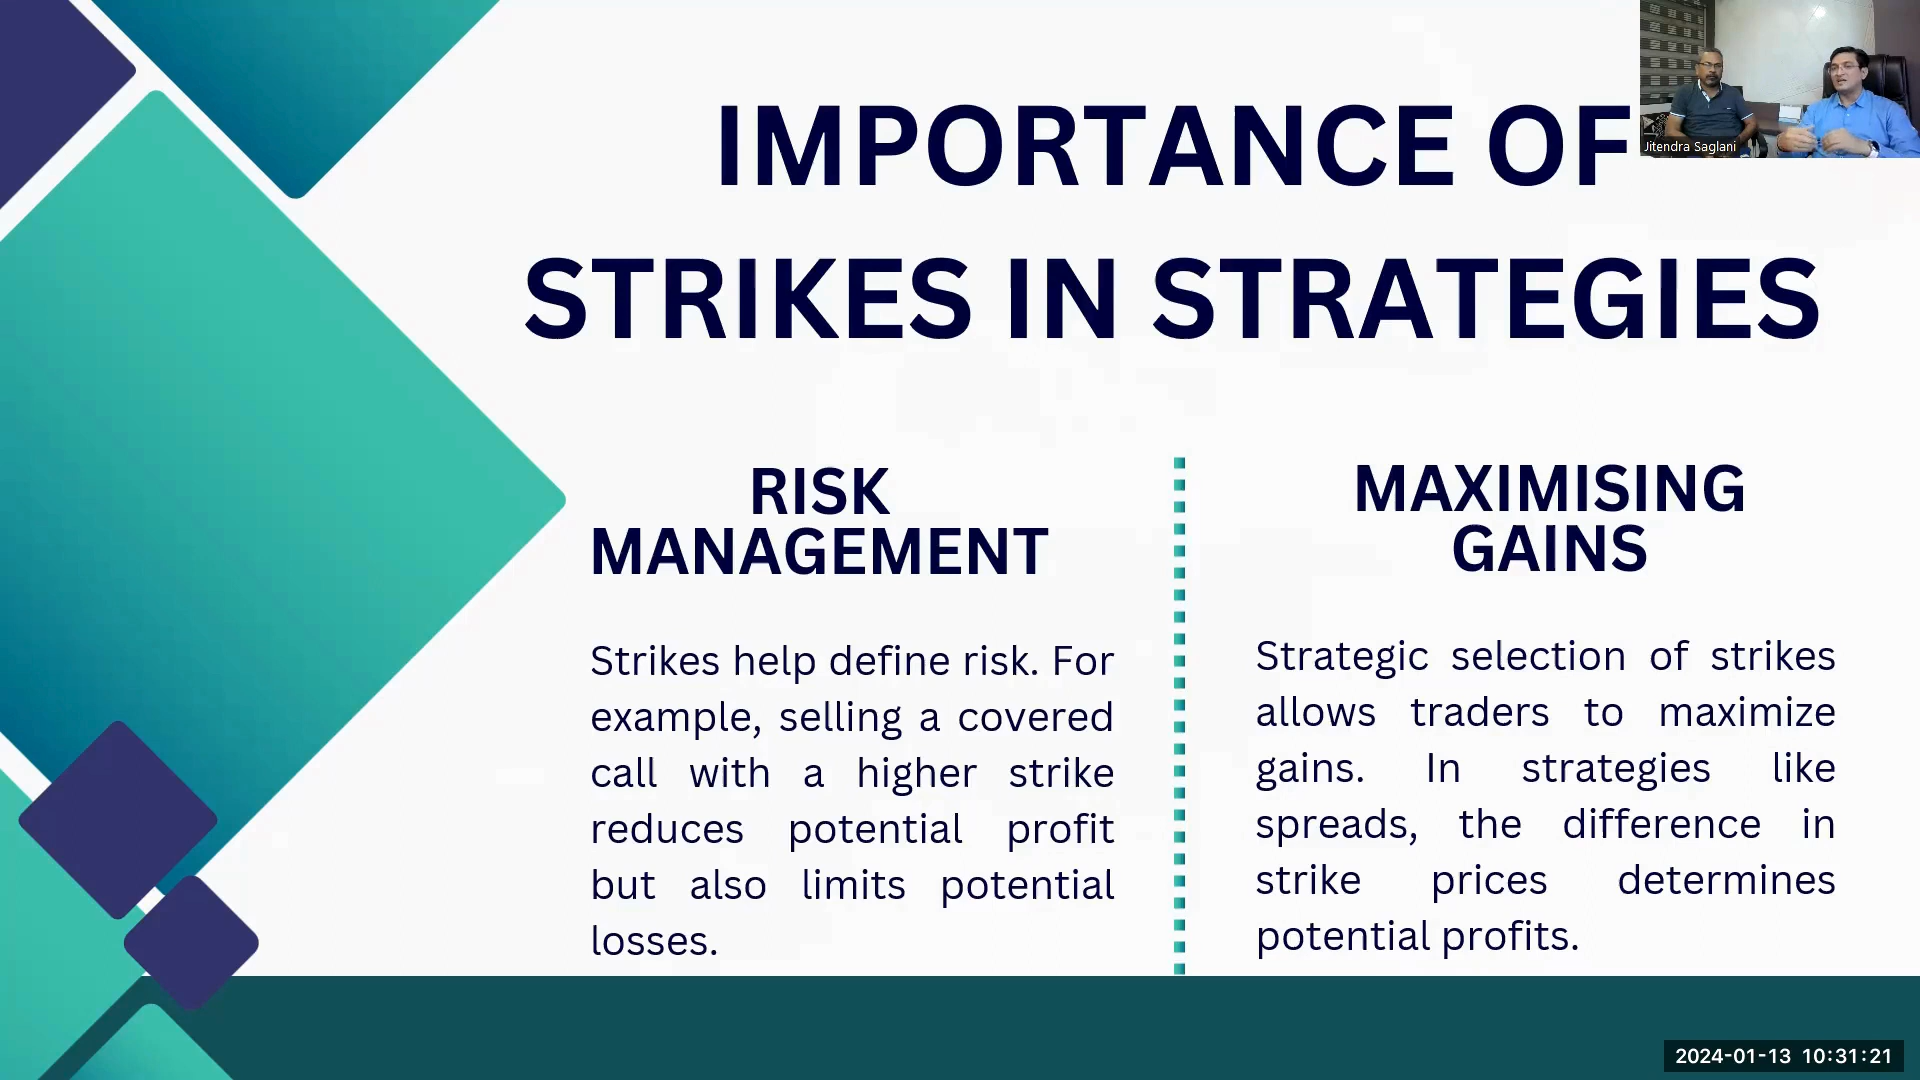 IMPORTANCE OF
STRIKES IN STRATEGIES
Jitendra Saglani
RISK
MANAGEMENT
Strikes help define risk. For
example, selling a covered
call with a higher strike
reduces potential profit
but also limits potential
losses.
MAXIMISING
GAINS
Strategic selection of strikes
allows traders to maximize
gains. In strategies like
spreads, the difference in
strike prices determines
potential profits.
2024-01-13 10:31:21